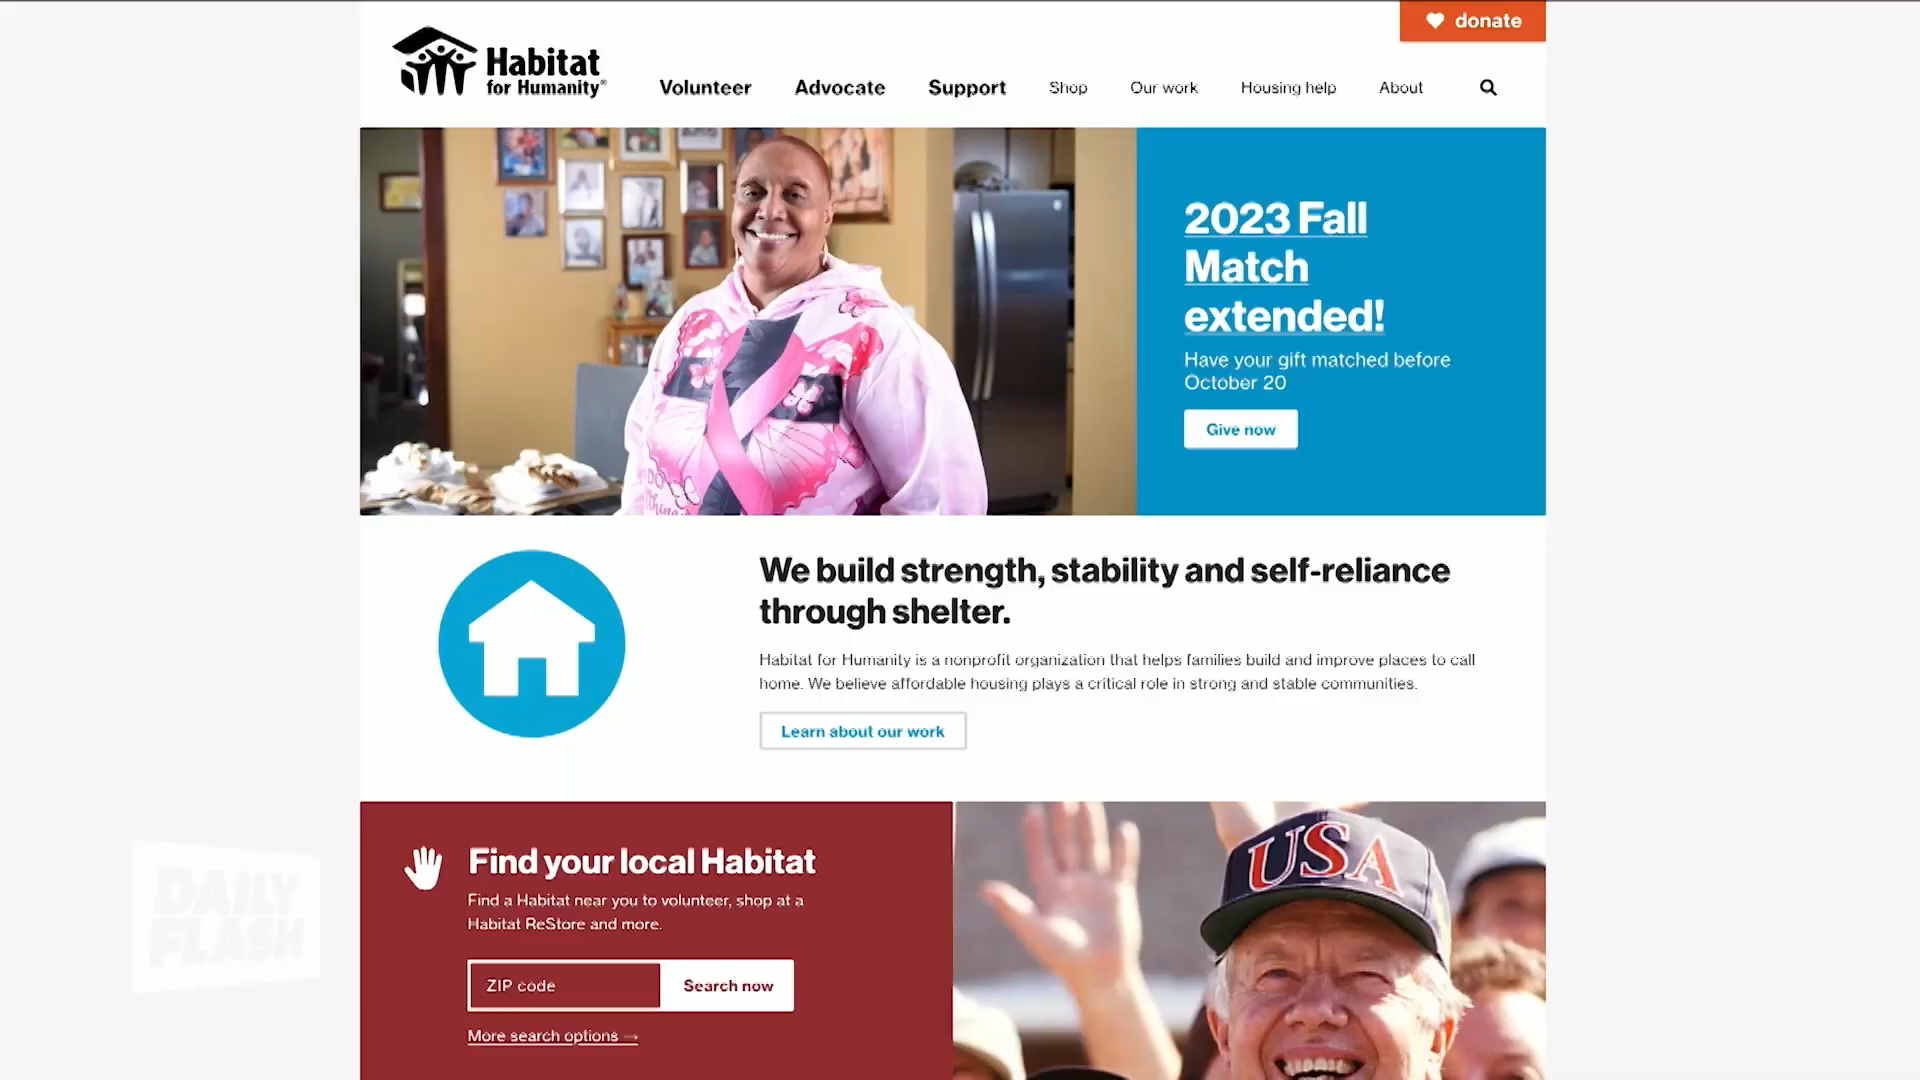 donate
Habitat
for Humanity®
Volunteer Advocate Support Shop Our work Housing help About
2023 Fall
Match
extended!
Have your gift matched before
October 20
Give now
We build strength, stability and self-reliance
through shelter.
Habitat for Humanity is a nonprofit organization that helps families build and improve places to call
home. We believe affordable housing plays a critical role in strong and stable communities.
Learn about our work
Find your local Habitat
Find a Habitat near you to volunteer, shop at a
Habitat ReStore and more.
ZIP code
Search now
More search options →
USA
DAILY
FLASH